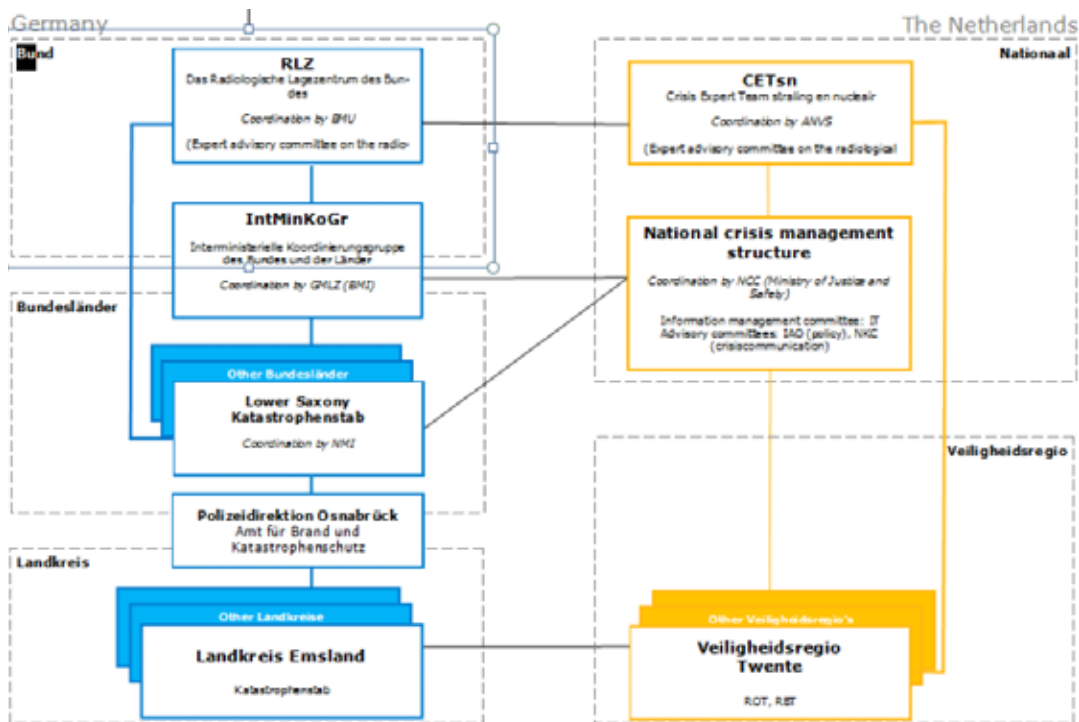 Germany
Bund
RLZ
Das Radiologische Lagezentrum des Bun-
des
Coordination by BMU
(Expert advisory committee on the radio-
IntMinKoGr
Interministerielle Koordinierungsgruppe
des Bundes und der Länder
Coordination by GMLZ (BMI)
Bundesländer
Other Bundesländer
Lower Saxony
Katastrophenstab
Coordination by NMI
Polizeidirektion Osnabrück
Amt für Brand und
Katastrophenschutz
Landkreis
Other Landkreise
Landkreis Emsland
Katastrophenstab
The Netherlands
Nationaal
CETsn
Crisis Expert Team straling en nucleair
Coordination by ANVS
(Expert advisory committee on the radiological
National crisis management
structure
Coordination by NCC (Ministry of Justice and
Safety)
Information management committee: IT
Advisory committees: IAO (policy), NKC
(crisiscommunication)
Veiligheidsregio
Other Veiligheidsregio's
Veiligheidsregio
Twente
ROT, RBT